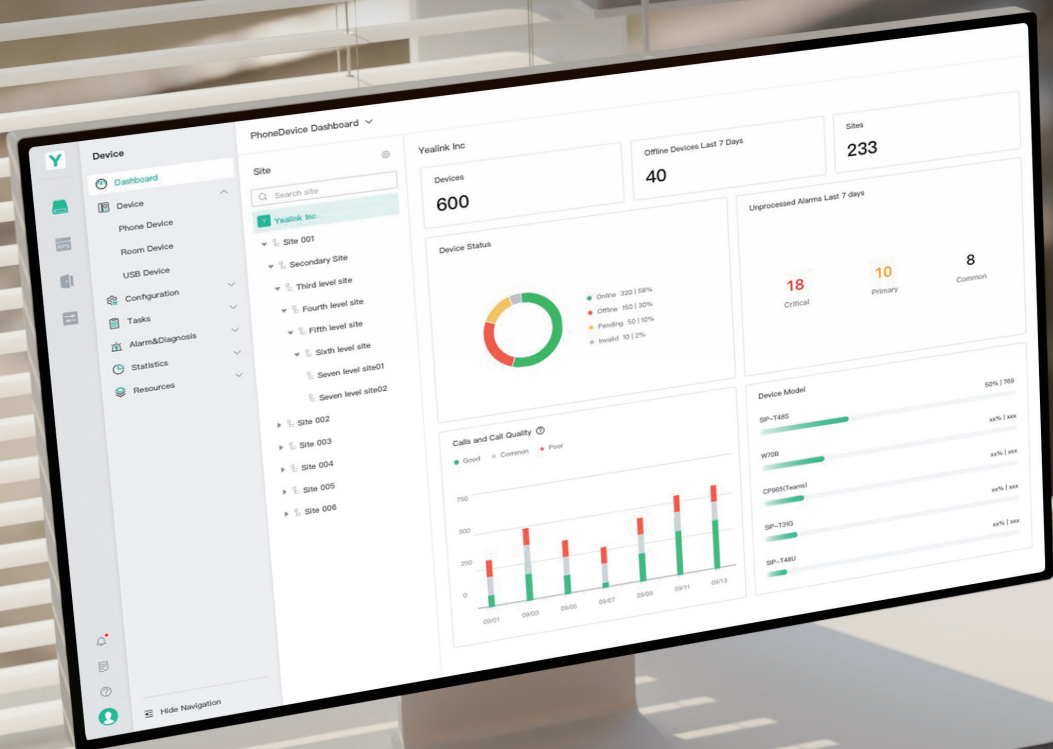 Y
Device
Dashboard
Device
Phone Device
Room Device
USB Device
Configuration
Tasks
Alarm&Diagnosis
Statistics
Resources
Hide Navigation
PhoneDevice Dashboard
Site
Search site
Yealink Inc
Site 001
Secondary Site
Third level site
Fourth level site
Fifth level site
Sixth level site
Seven level site01
Seven level site02
Site 002
Site 003
Site 004
Site 005
Site 006
Yealink Inc
Devices
600
Offline Devices Last 7 Days
40
Sites
233
Device Status
Online 320 | 58%
Offline 150 | 30%
Pending 50 | 10%
Invalid 10 | 2%
Unprocessed Alarms Last 7 days
18
Critical
10
Primary
8
Common
Calls and Call Quality
Good Common Poor
750
500
250
0
09/01 09/03 09/05 09/07 09/09 09/11 09/13
Device Model
SIP-T48S 50% | 769
W70B xx% | xxx
CP965(Teams) xx% | xxx
SIP-T31G xx% | xxx
SIP-T48U xx% | xxx